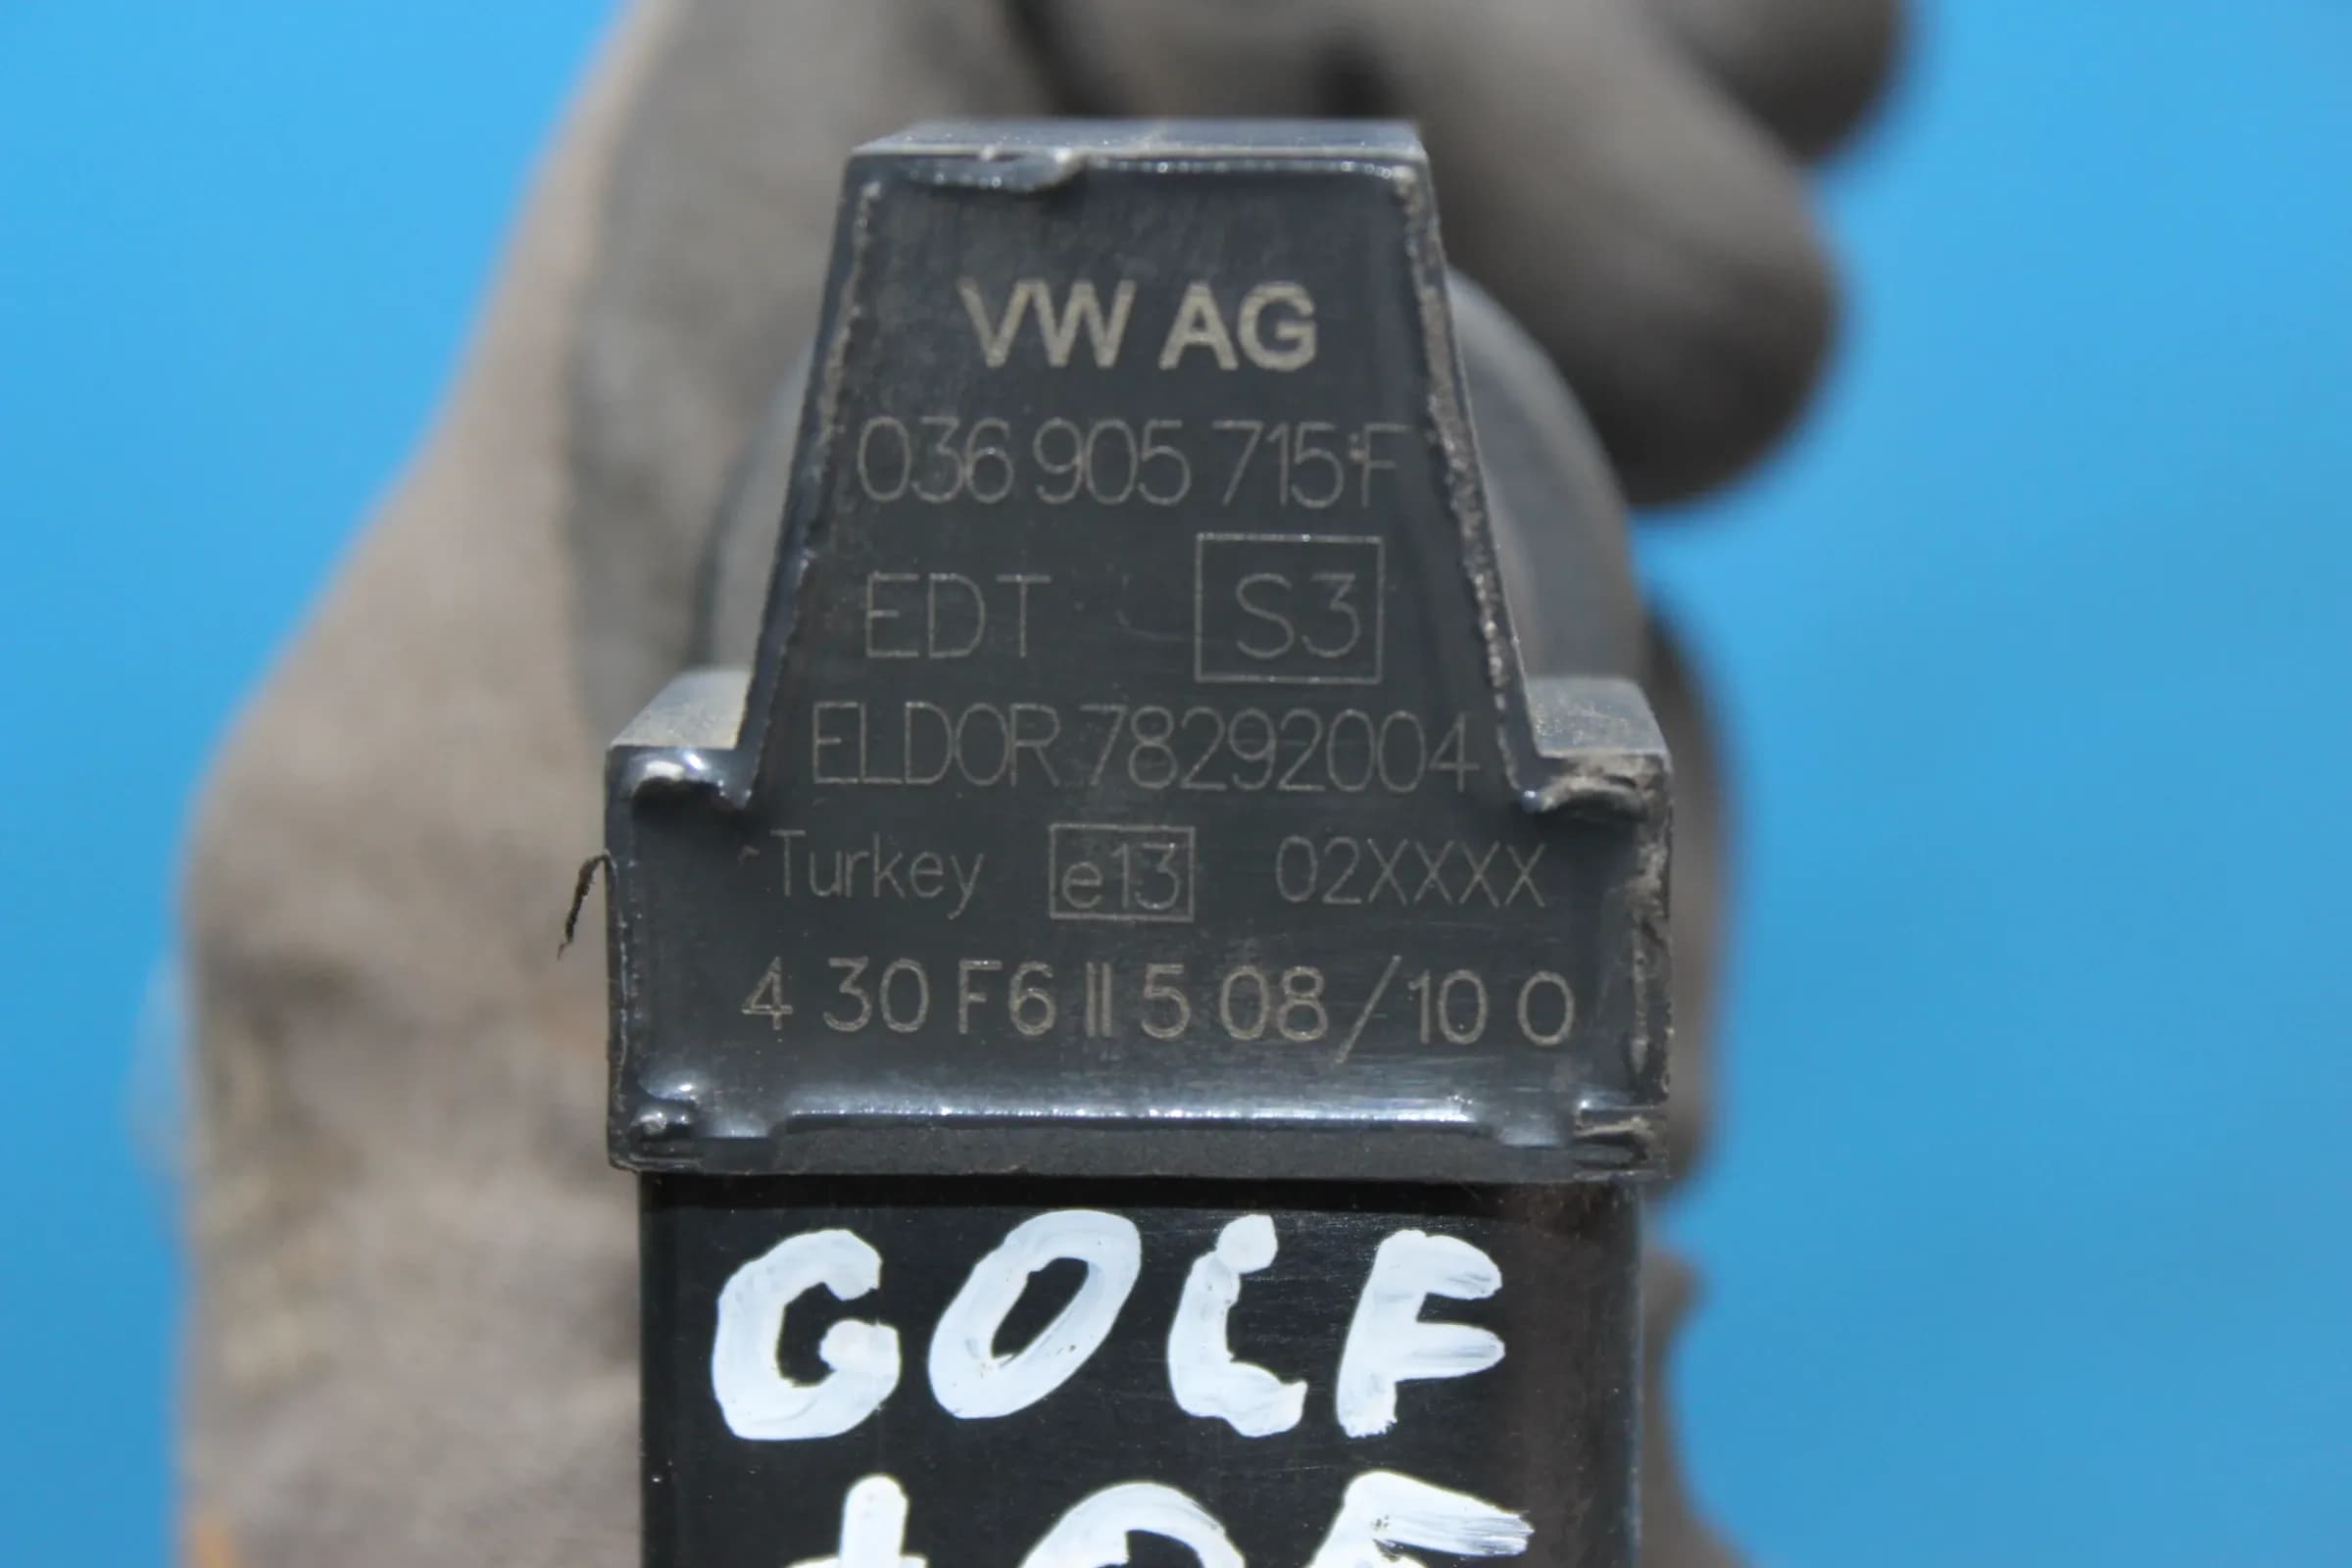 VW AG
036 905 715 F
EDT S3
ELDOR 78292004
Turkey e13 02XXXX
4 30 F6 II 5 08/10 O
GOLF